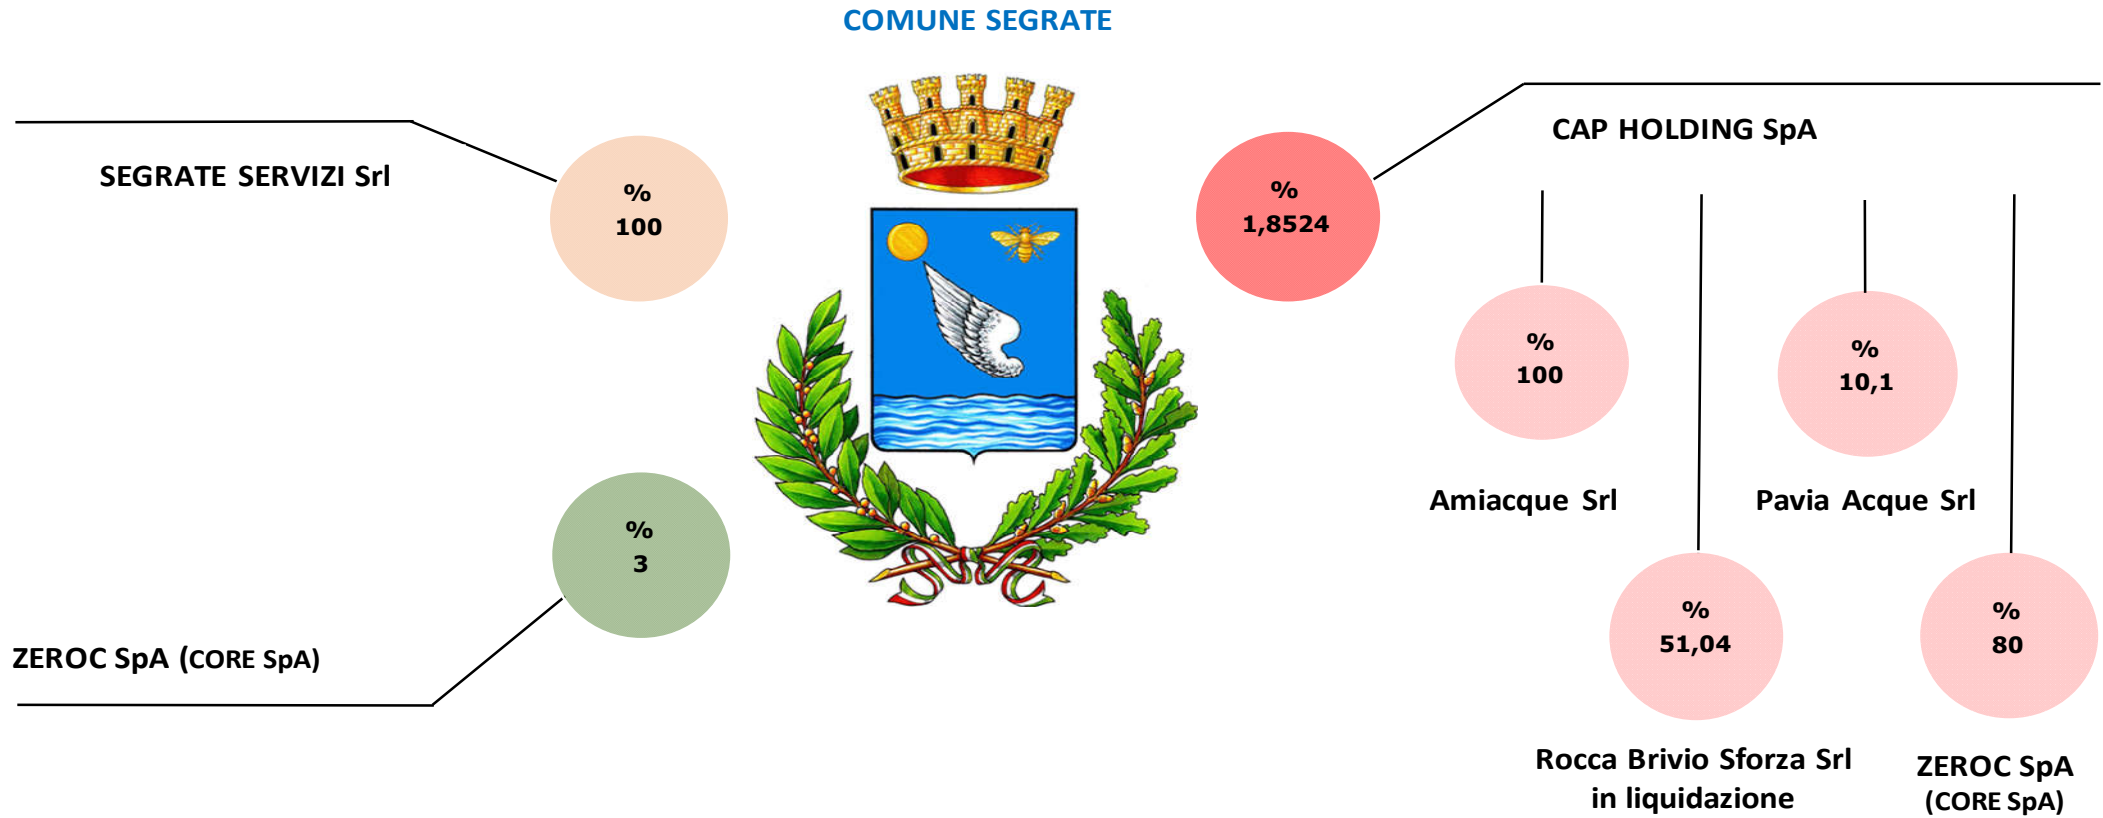 COMUNE SEGRATE
SEGRATE SERVIZI Srl
%
100
ZEROC SpA (CORE SpA)
%
3
CAP HOLDING SpA
%
1,8524
%
100
Amiacque Srl
%
10,1
Pavia Acque Srl
%
51,04
Rocca Brivio Sforza Srl
in liquidazione
%
80
ZEROC SpA
(CORE SpA)